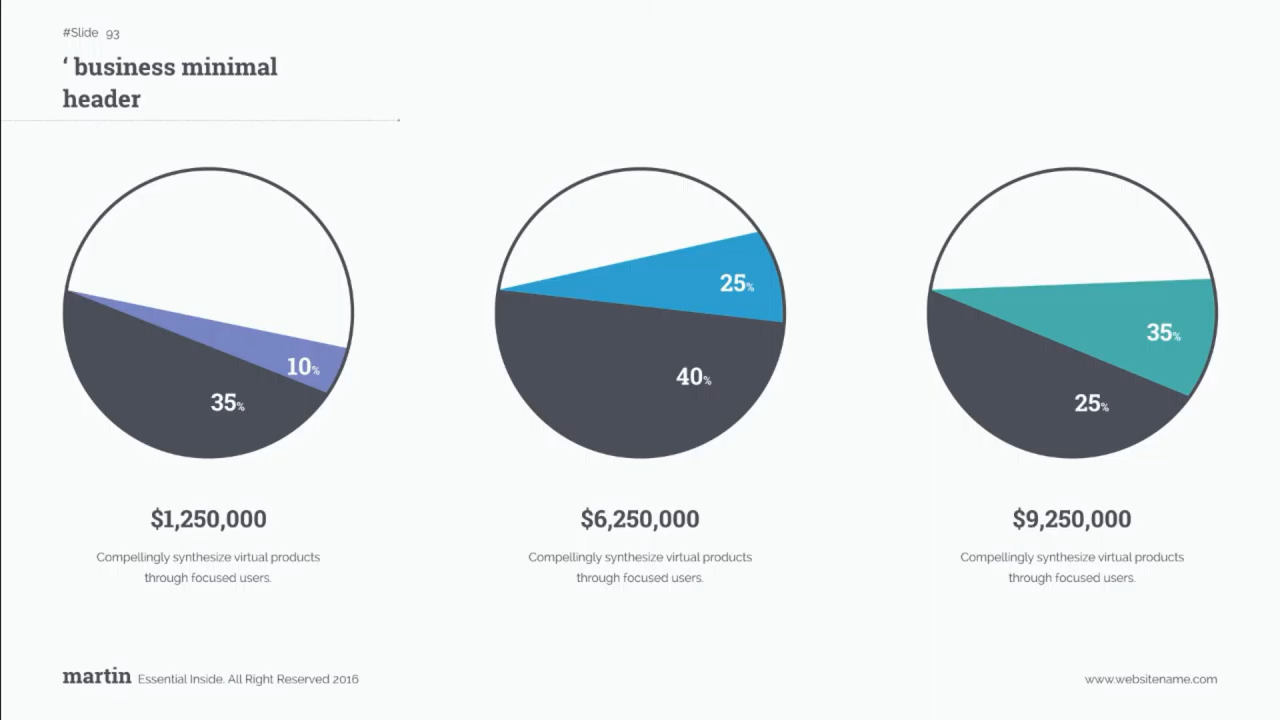 #Slide 93
‘ business minimal
header
10%
35%
25%
40%
35%
25%
$1,250,000
$6,250,000
$9,250,000
Compellingly synthesize virtual products
through focused users.
Compellingly synthesize virtual products
through focused users.
Compellingly synthesize virtual products
through focused users.
martin Essential Inside. All Right Reserved 2016
www.websitename.com